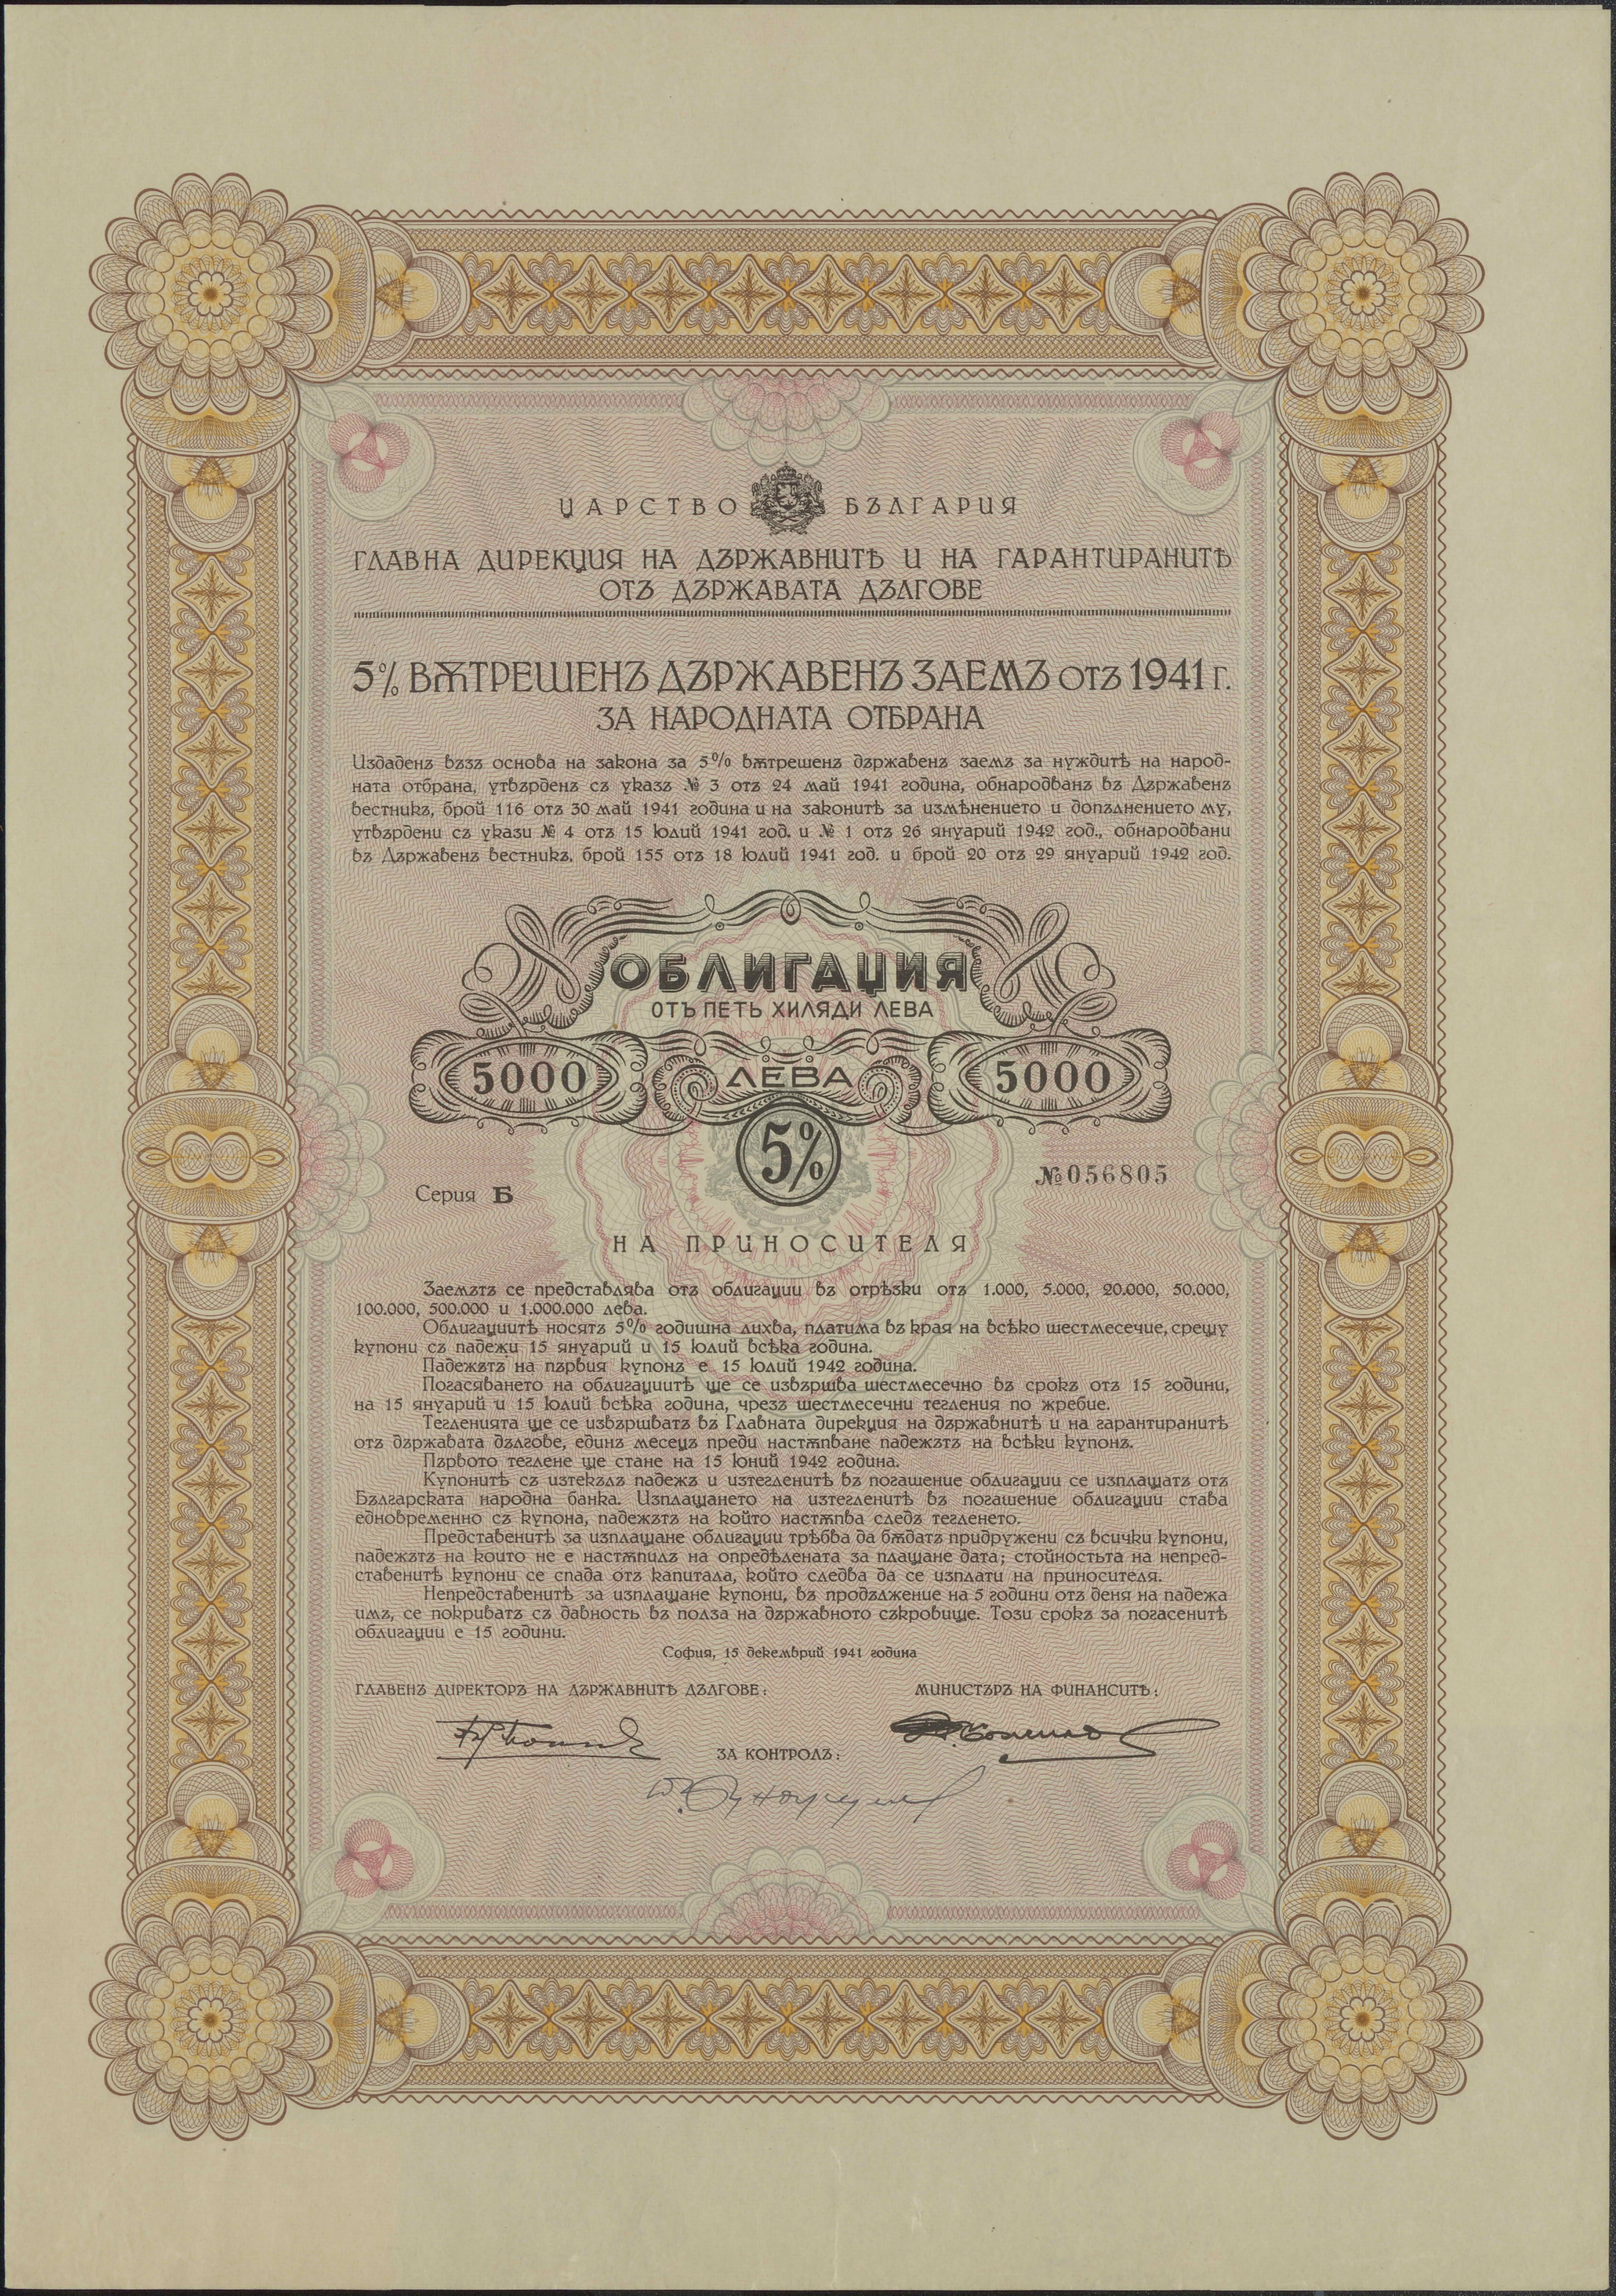 ЦАРСТВО БЪЛГАРИЯ
ГЛАВНА ДИРЕКЦИЯ НА ДЪРЖАВНИТѢ И НА ГАРАНТИРАНИТѢ
ОТЪ ДЪРЖАВАТА ДЪЛГОВЕ
5% ВѪТРЕШЕНЪ ДЪРЖАВЕНЪ ЗАЕМЪ отъ 1941 г.
ЗА НАРОДНАТА ОТБРАНА
Издаденъ възъ основа на закона за 5% вѫтрешенъ държавенъ заемъ за нуждитѣ на народ-
ната отбрана, утвърденъ съ указъ № 3 отъ 24 май 1941 година, обнародванъ въ Държавенъ
вестникъ, брой 116 отъ 30 май 1941 година и на законитѣ за измѣнението и допълнението му,
утвърдени съ укази № 4 отъ 15 юлий 1941 год. и № 1 отъ 26 януарий 1942 год., обнародвани
въ Държавенъ вестникъ, брой 155 отъ 18 юлий 1941 год. и брой 20 отъ 29 януарий 1942 год.
ОБЛИГАЦИЯ
ОТЪ ПЕТЬ ХИЛЯДИ ЛЕВА
5000 ЛЕВА 5000
5%
Серия Б
№ 056805
НА ПРИНОСИТЕЛЯ
Заемътъ се представлява отъ облигации въ отрѣзки отъ 1.000, 5.000, 20.000, 50.000,
100.000, 500.000 и 1.000.000 лева.
Облигациитѣ носятъ 5% годишна лихва, платима въ края на всѣко шестмесечие, срещу
купони съ падежи 15 януарий и 15 юлий всѣка година.
Падежътъ на първия купонъ е 15 юлий 1942 година.
Погасяването на облигациитѣ ще се извършва шестмесечно въ срокъ отъ 15 години,
на 15 януарий и 15 юлий всѣка година, чрезъ шестмесечни тегления по жребие.
Тегленията ще се извършватъ въ Главната дирекция на държавнитѣ и на гарантиранитѣ
отъ държавата дългове, единъ месецъ преди настѫпване падежътъ на всѣки купонъ.
Първото теглене ще стане на 15 юний 1942 година.
Купонитѣ съ изтекълъ падежъ и изтегленитѣ въ погашение облигации се изплащатъ отъ
Българската народна банка. Изплащането на изтегленитѣ въ погашение облигации става
едновременно съ купона, падежътъ на който настѫпва следъ тегленето.
Представенитѣ за изплащане облигации трѣбва да бѫдатъ придружени съ всички купони,
падежътъ на които не е настѫпилъ на опредѣлената за плащане дата; стойностьта на непред-
ставенитѣ купони се спада отъ капитала, който следва да се изплати на приносителя.
Непредставенитѣ за изплащане купони, въ продължение на 5 години отъ деня на падежа
имъ, се покриватъ съ давность въ полза на държавното съкровище. Този срокъ за погасенитѣ
облигации е 15 години.
София, 15 декемврий 1941 година
ГЛАВЕНЪ ДИРЕКТОРЪ НА ДЪРЖАВНИТѢ ДЪЛГОВЕ: МИНИСТЪРЪ НА ФИНАНСИТѢ:
ЗА КОНТРОЛЪ: